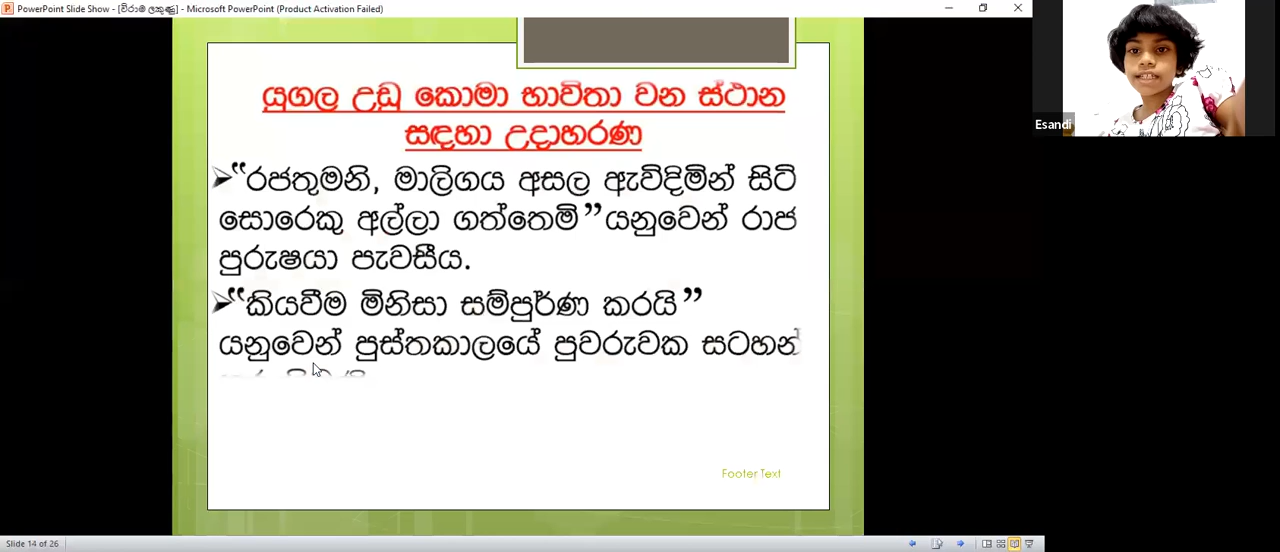 PowerPoint Slide Show - [විරාම ලකුණු] - Microsoft PowerPoint (Product Activation Failed)
Esandi
යුගල උඩු කොමා භාවිතා වන ස්ථාන
සඳහා උදාහරණ
“රජතුමනි, මාලිගය අසල ඇවිදිමින් සිටි
සොරෙකු අල්ලා ගත්තෙමි” යනුවෙන් රාජ
පුරුෂයා පැවසීය.
“කියවීම මිනිසා සම්පුර්ණ කරයි”
යනුවෙන් පුස්තකාලයේ පුවරුවක සටහන්
Footer Text
Slide 14 of 26